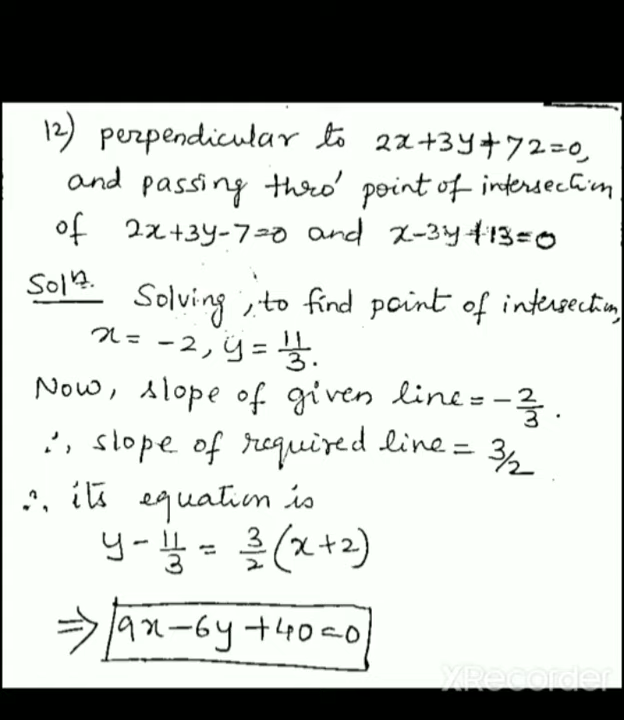 12) perpendicular to 2x+3y+72=0,
and passing thro' point of intersection
of 2x+3y-7=0 and x-3y+13=0
Solⁿ. Solving, to find point of intersection,
x = -2, y = 11/3.
Now, slope of given line = -2/3.
∴, slope of required line = 3/2
∴ its equation is
y - 11/3 = 3/2 (x+2)
⇒ 9x-6y+40=0
XRecorder